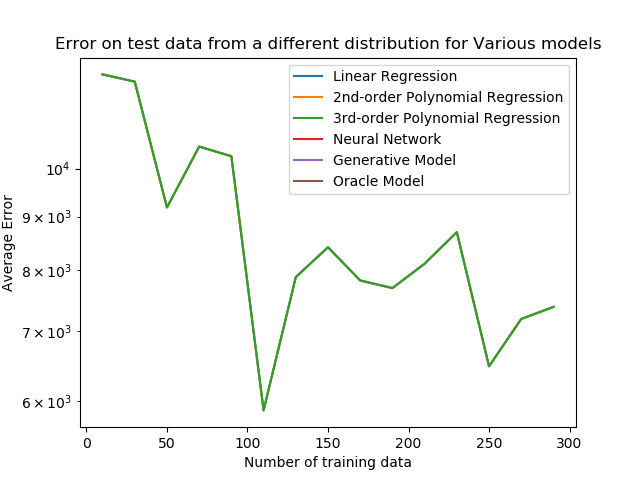 Error on test data from a different distribution for Various models
Linear Regression
2nd-order Polynomial Regression
3rd-order Polynomial Regression
Neural Network
Generative Model
Oracle Model
10⁴
9 × 10³
8 × 10³
7 × 10³
6 × 10³
Average Error
0 50 100 150 200 250 300
Number of training data